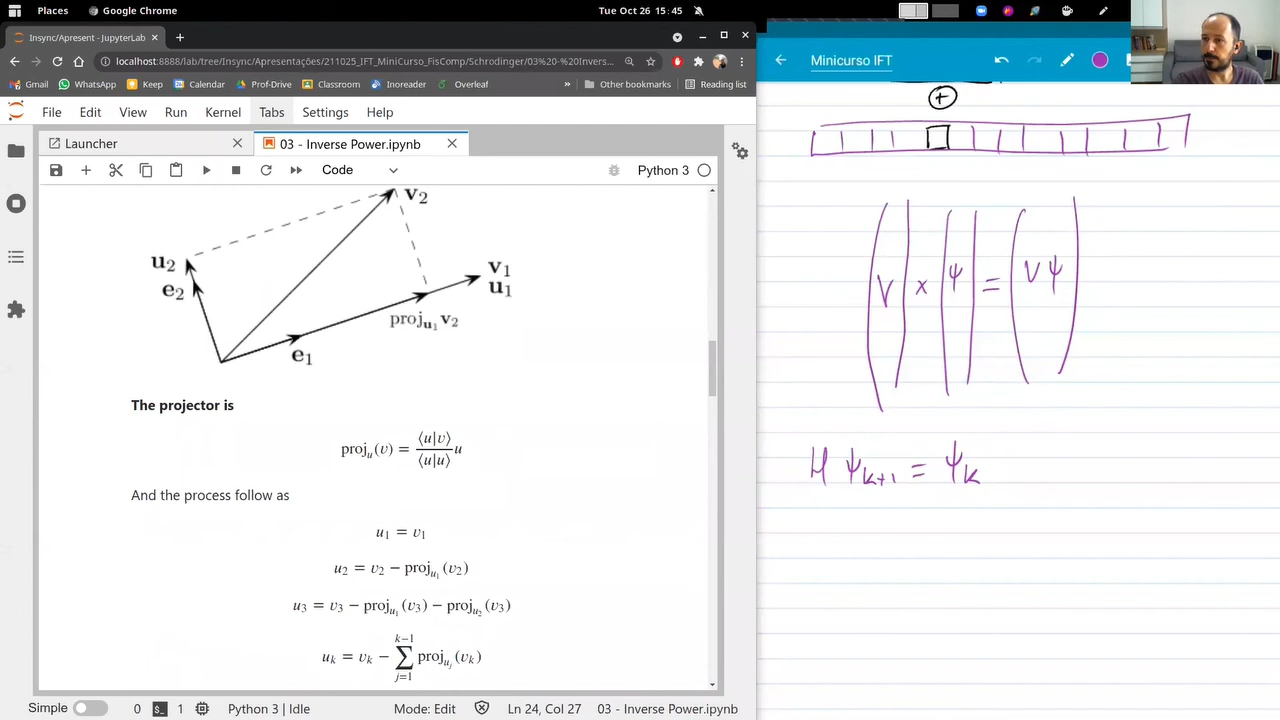 Places
Google Chrome
Tue Oct 26 15:45
Insync/Apresent - JupyterLab
localhost:8888/lab/tree/Insync/Apresentações/211025_IFT_MiniCurso_FisComp/Schrodinger/03%20-%20Invers…
Gmail WhatsApp Keep Calendar Prof-Drive Classroom Inoreader Overleaf » Other bookmarks Reading list
File Edit View Run Kernel Tabs Settings Help
Launcher
03 - Inverse Power.ipynb
Code
Python 3
v₂
u₂
e₂
v₁
u₁
proj_u₁ v₂
e₁
The projector is
proj_u(v) = ⟨u|v⟩/⟨u|u⟩ u
And the process follow as
u₁ = v₁
u₂ = v₂ − proj_u₁(v₂)
u₃ = v₃ − proj_u₁(v₃) − proj_u₂(v₃)
u_k = v_k − ∑_{j=1}^{k−1} proj_u_j(v_k)
Simple 0 $_ 1 Python 3 | Idle Mode: Edit Ln 24, Col 27 03 - Inverse Power.ipynb
Minicurso IFT
+
(V) × (ψ) = (Vψ)
H ψ_{k+1} = ψ_k